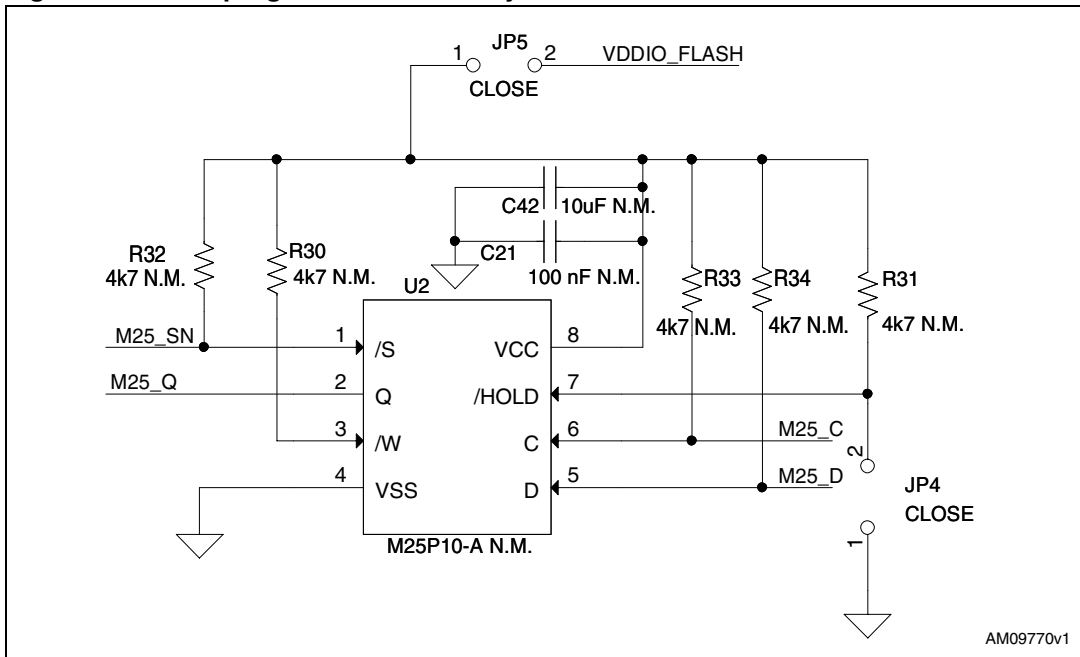 JP5
1 2 VDDIO_FLASH
CLOSE
C42 10uF N.M.
C21
100 nF N.M.
R32
4k7 N.M.
R30
4k7 N.M.
R33
4k7 N.M.
R34
4k7 N.M.
R31
4k7 N.M.
U2
M25_SN 1 /S
VCC 8
M25_Q 2 Q
/HOLD 7
3 /W
C 6 M25_C
4 VSS
D 5 M25_D
M25P10-A N.M.
2
JP4
CLOSE
1
AM09770v1